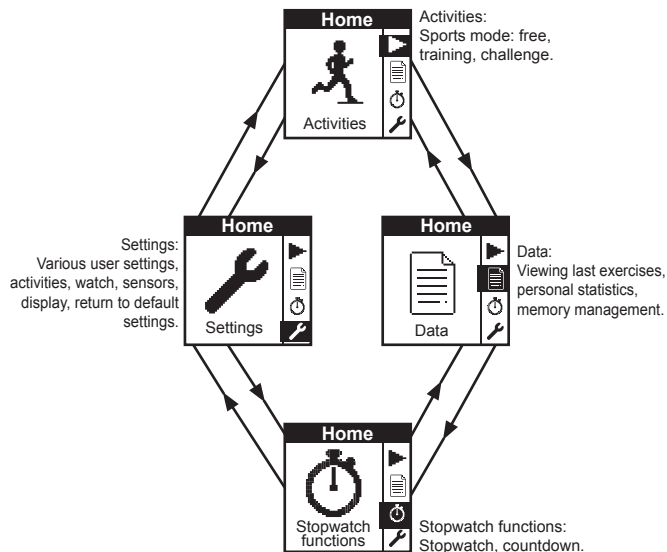 Home
Activities
Activities:
Sports mode: free,
training, challenge.
Home
Settings
Settings:
Various user settings,
activities, watch, sensors,
display, return to default
settings.
Home
Data
Data:
Viewing last exercises,
personal statistics,
memory management.
Home
Stopwatch
functions
Stopwatch functions:
Stopwatch, countdown.